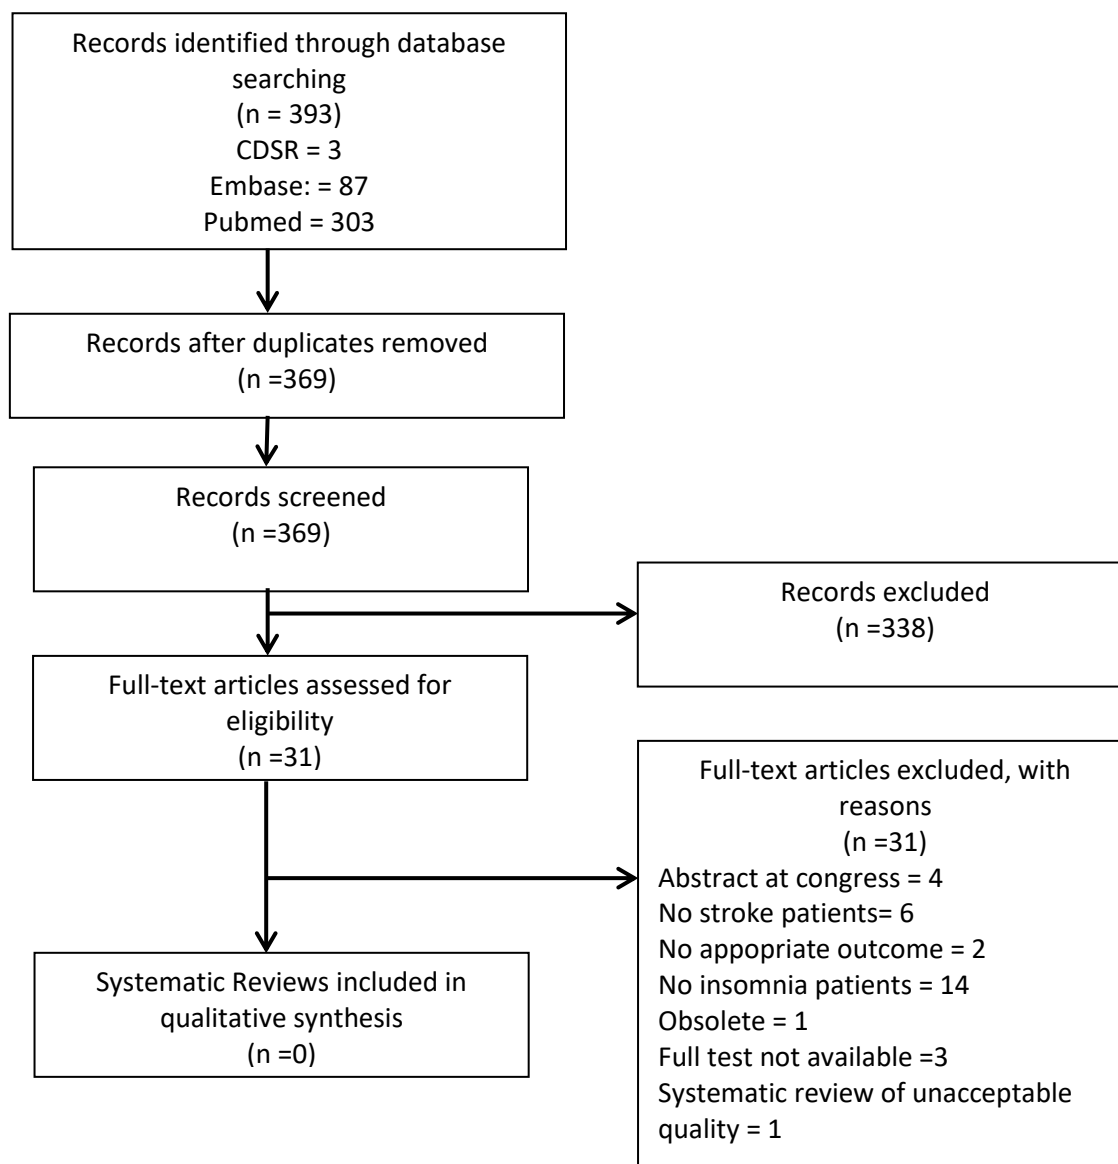 Records identified through database
searching
(n = 393)
CDSR = 3
Embase: = 87
Pubmed = 303
Records after duplicates removed
(n =369)
Records screened
(n =369)
Records excluded
(n =338)
Full-text articles assessed for
eligibility
(n =31)
Full-text articles excluded, with
reasons
(n =31)
Abstract at congress = 4
No stroke patients= 6
No appopriate outcome = 2
No insomnia patients = 14
Obsolete = 1
Full test not available =3
Systematic review of unacceptable
quality = 1
Systematic Reviews included in
qualitative synthesis
(n =0)